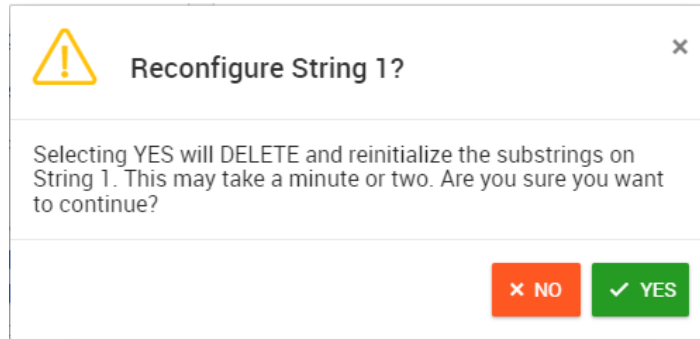 Reconfigure String 1?
Selecting YES will DELETE and reinitialize the substrings on
String 1. This may take a minute or two. Are you sure you want
to continue?
NO
YES